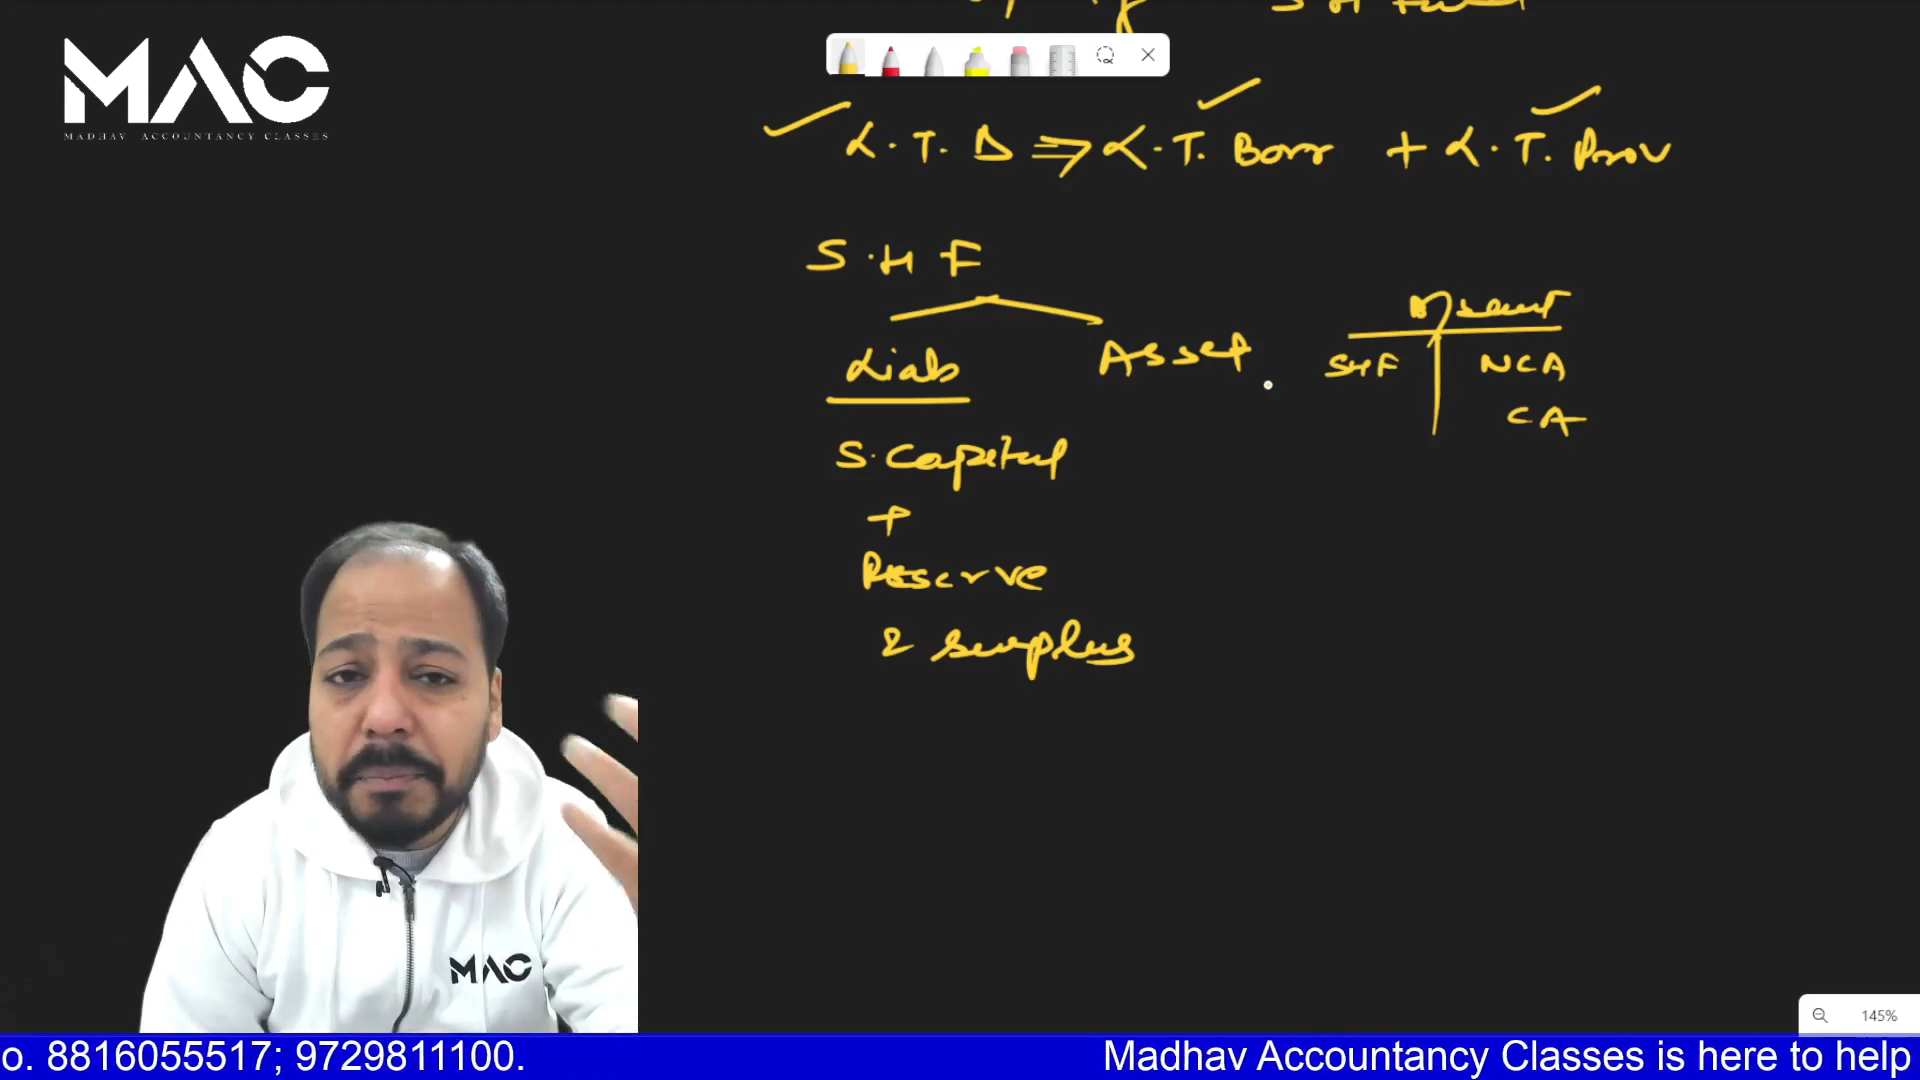 MAC
MADHAV ACCOUNTANCY CLASSES
L.T. D ⇒ L.T. Borr + L.T. Prov
S.H F
Liab
Asset
SHF
NCA
CA
S. Capital
+
Reserve
& Surplus
MAC
145%
o. 8816055517; 9729811100.
Madhav Accountancy Classes is here to help